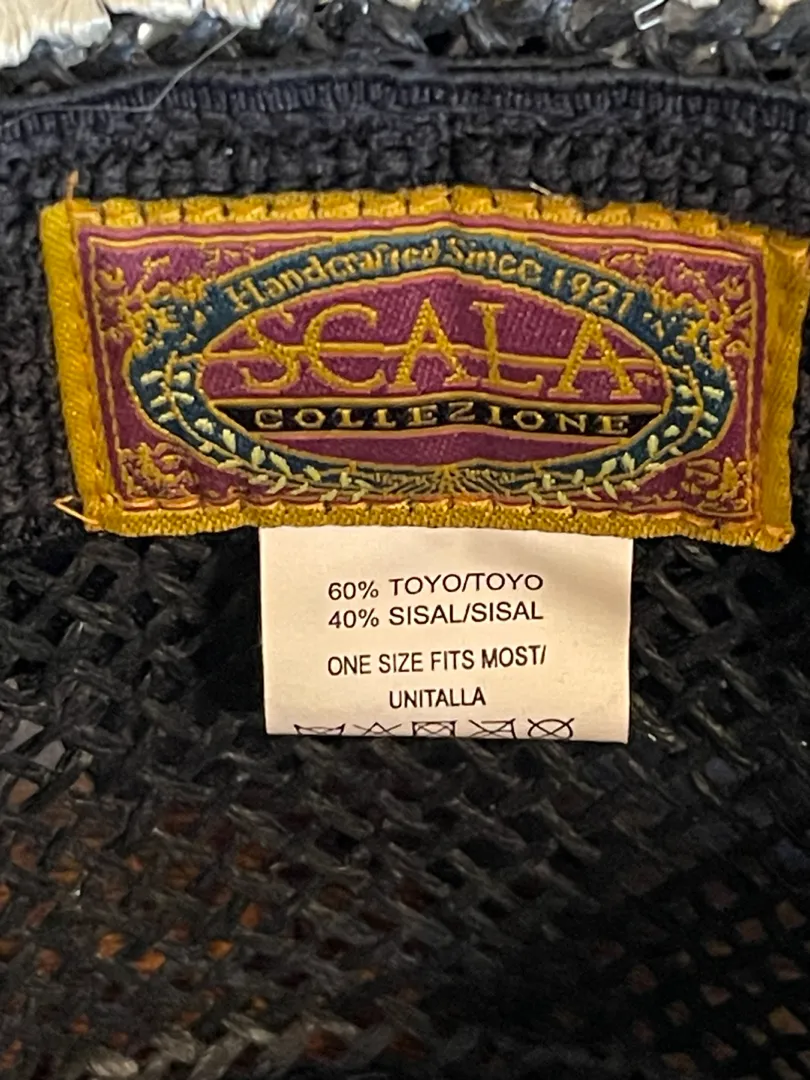 Handcrafted Since 1921
SCALA
COLLEZIONE
60% TOYO/TOYO
40% SISAL/SISAL
ONE SIZE FITS MOST/
UNITALLA